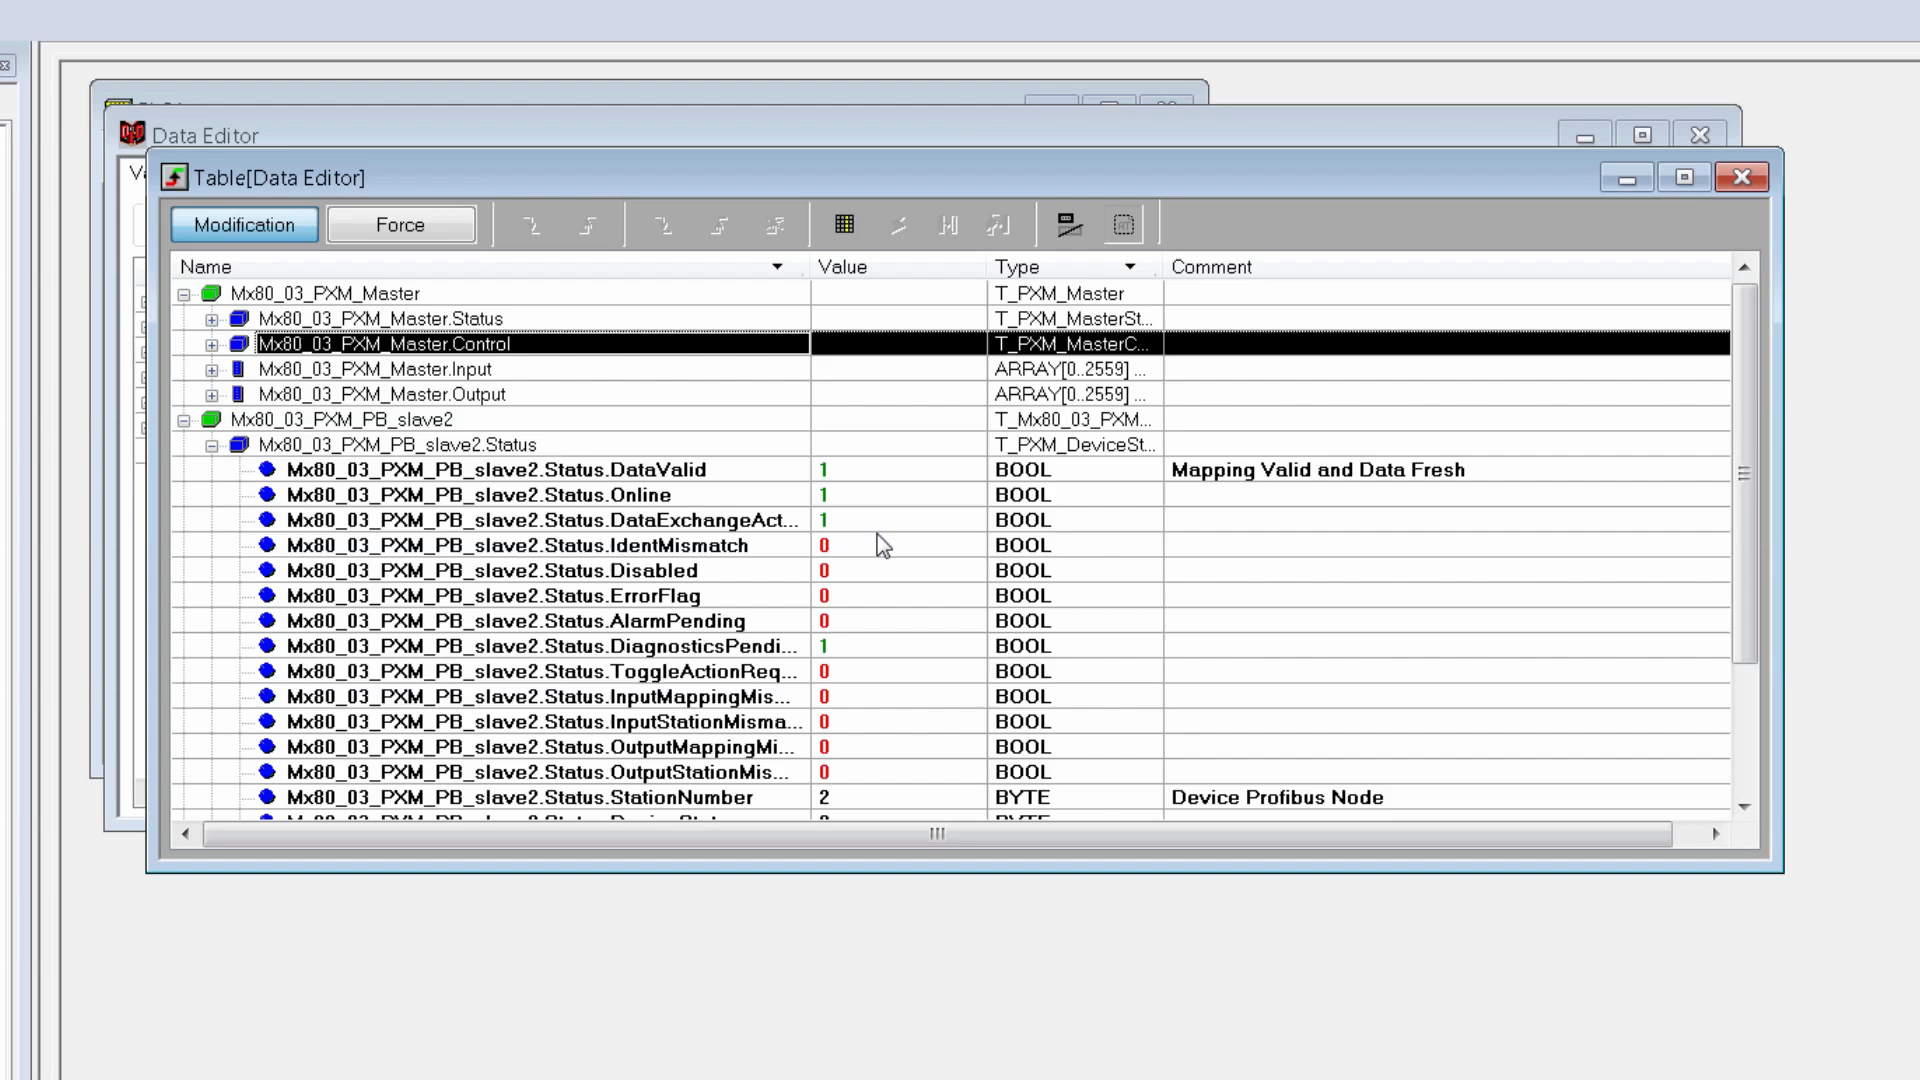 Data Editor
Table[Data Editor]
Modification Force
Name Value Type Comment
Mx80_03_PXM_Master T_PXM_Master
Mx80_03_PXM_Master.Status T_PXM_MasterSt...
Mx80_03_PXM_Master.Control T_PXM_MasterC...
Mx80_03_PXM_Master.Input ARRAY[0..2559] ...
Mx80_03_PXM_Master.Output ARRAY[0..2559] ...
Mx80_03_PXM_PB_slave2 T_Mx80_03_PXM...
Mx80_03_PXM_PB_slave2.Status T_PXM_DeviceSt...
Mx80_03_PXM_PB_slave2.Status.DataValid 1 BOOL Mapping Valid and Data Fresh
Mx80_03_PXM_PB_slave2.Status.Online 1 BOOL
Mx80_03_PXM_PB_slave2.Status.DataExchangeAct... 1 BOOL
Mx80_03_PXM_PB_slave2.Status.IdentMismatch 0 BOOL
Mx80_03_PXM_PB_slave2.Status.Disabled 0 BOOL
Mx80_03_PXM_PB_slave2.Status.ErrorFlag 0 BOOL
Mx80_03_PXM_PB_slave2.Status.AlarmPending 0 BOOL
Mx80_03_PXM_PB_slave2.Status.DiagnosticsPendi... 1 BOOL
Mx80_03_PXM_PB_slave2.Status.ToggleActionReq... 0 BOOL
Mx80_03_PXM_PB_slave2.Status.InputMappingMis... 0 BOOL
Mx80_03_PXM_PB_slave2.Status.InputStationMisma... 0 BOOL
Mx80_03_PXM_PB_slave2.Status.OutputMappingMi... 0 BOOL
Mx80_03_PXM_PB_slave2.Status.OutputStationMis... 0 BOOL
Mx80_03_PXM_PB_slave2.Status.StationNumber 2 BYTE Device Profibus Node